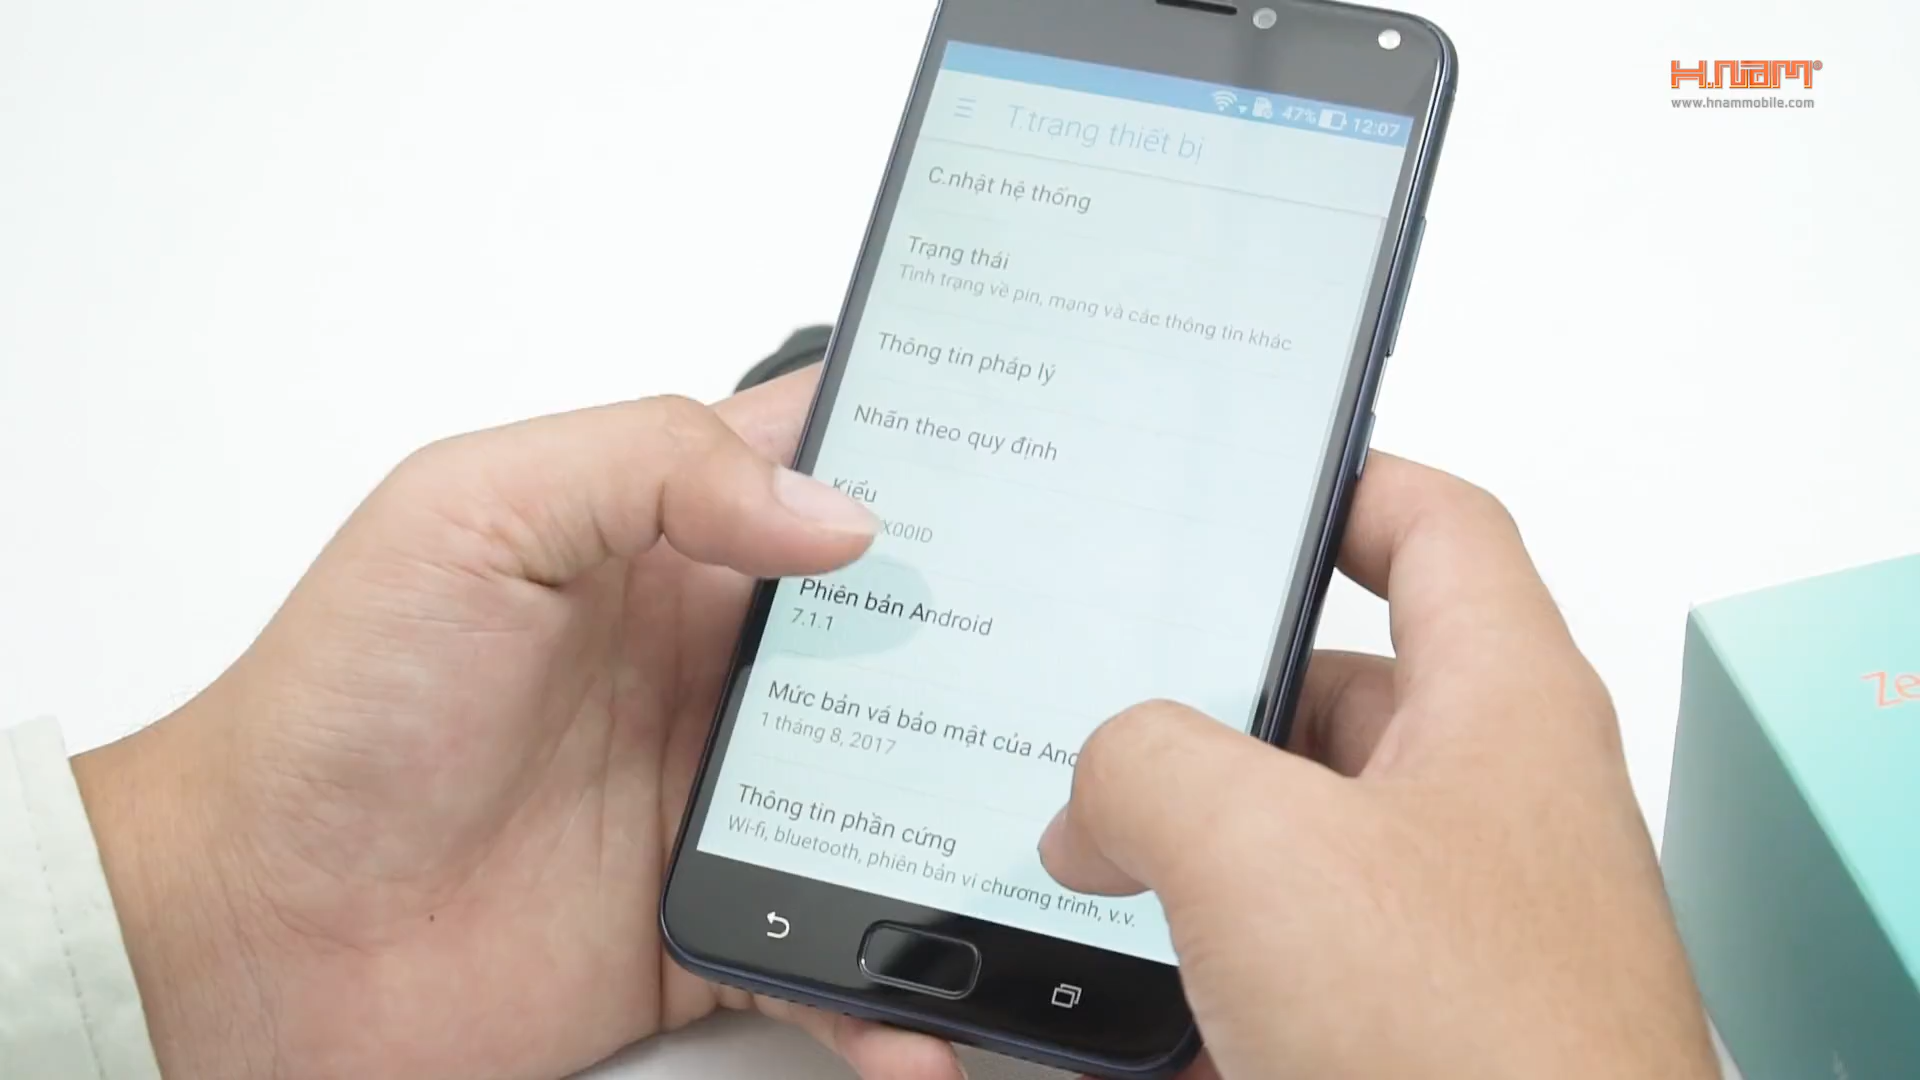 H.NAM
www.hnammobile.com
47% 12:07
T.trạng thiết bị
C.nhật hệ thống
Trạng thái
Tình trạng về pin, mạng và các thông tin khác
Thông tin pháp lý
Nhãn theo quy định
Kiểu
X00ID
Phiên bản Android
7.1.1
Mức bản vá bảo mật của And
1 tháng 8, 2017
Thông tin phần cứng
Wi-fi, bluetooth, phiên bản vi chương trình, v.v.
Ze